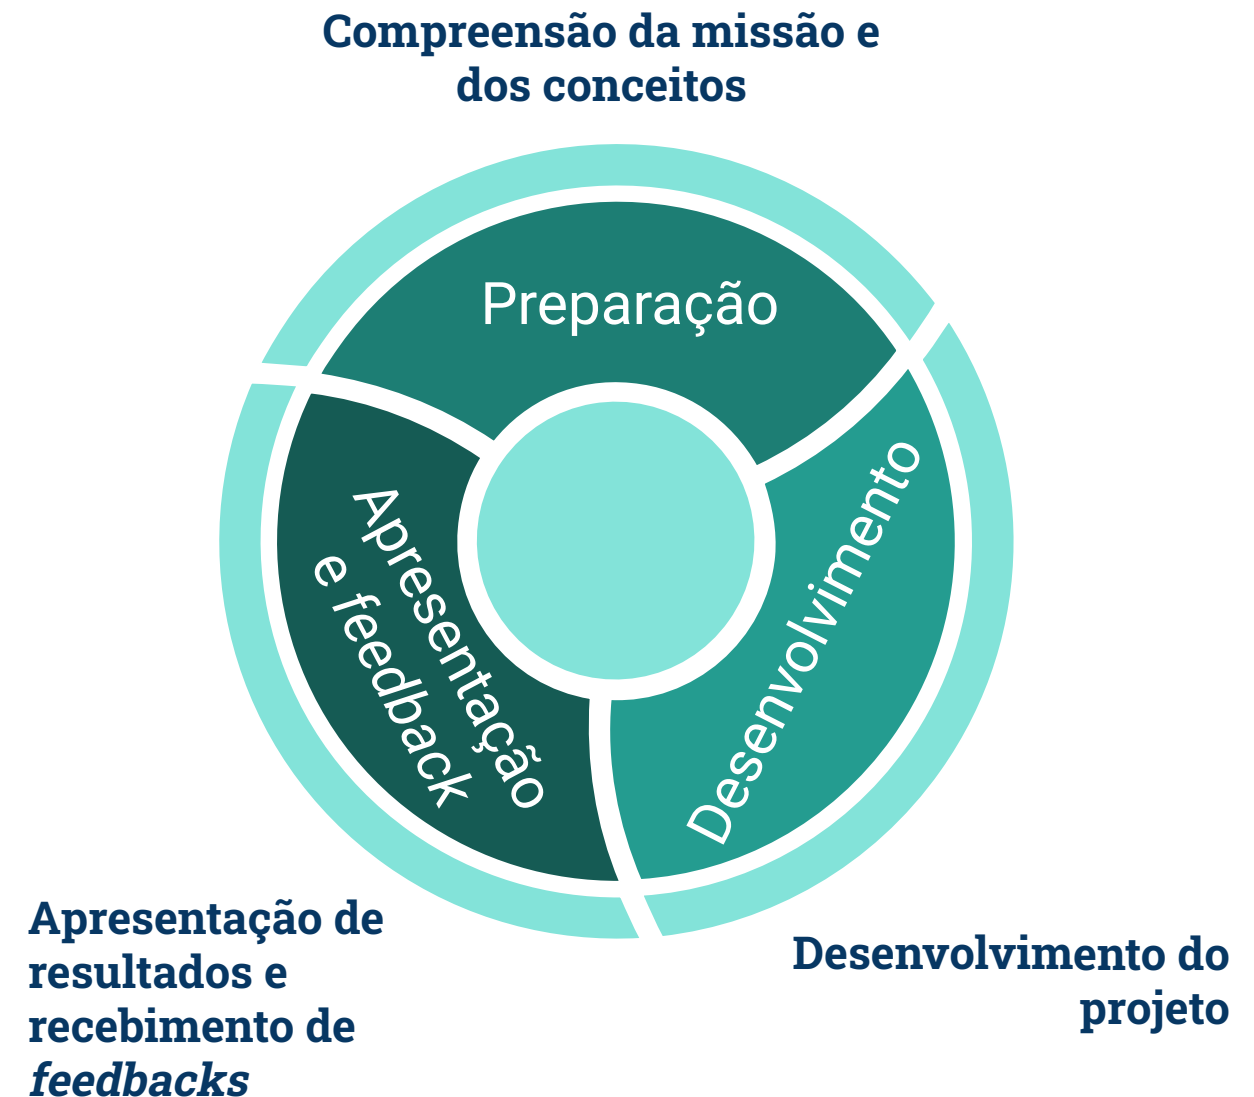 Compreensão da missão e
dos conceitos
Preparação
Desenvolvimento
Apresentação
e feedback
Apresentação de
resultados e
recebimento de
feedbacks
Desenvolvimento do
projeto